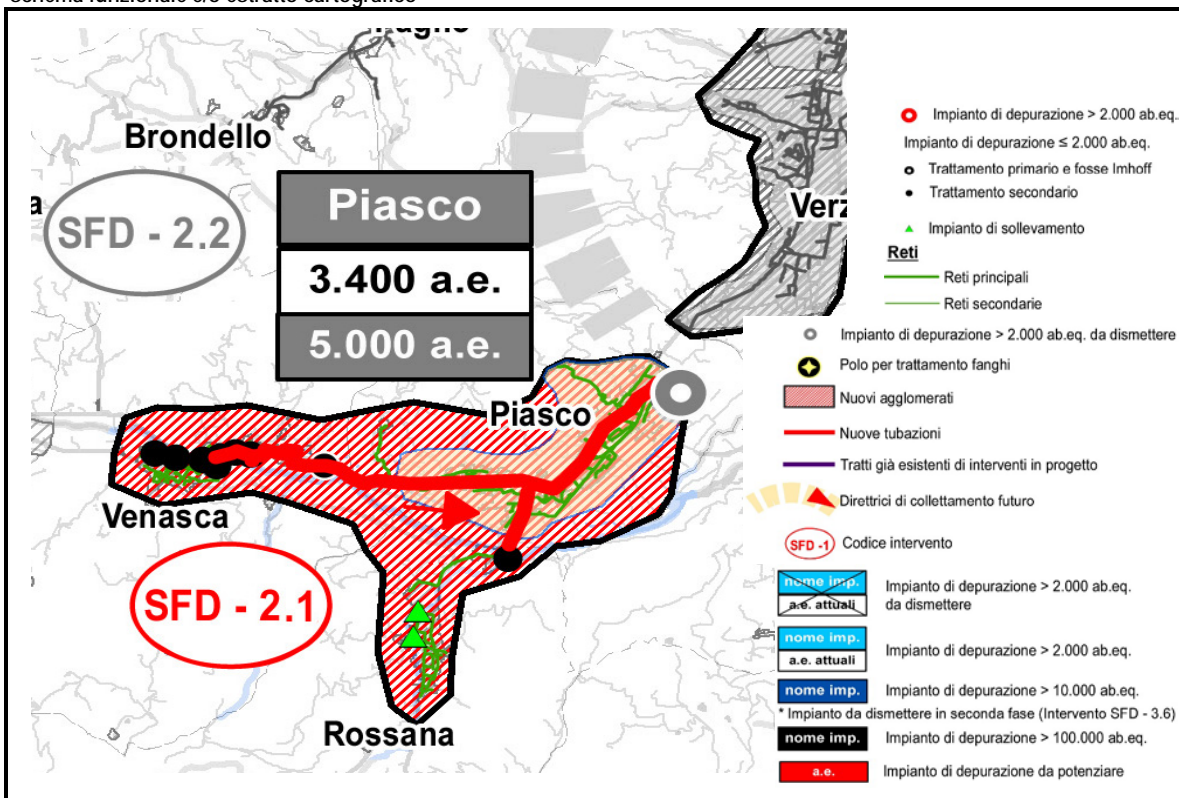 Brondello
SFD - 2.2
Piasco
3.400 a.e.
5.000 a.e.
Piasco
Venasca
SFD - 2.1
Rossana
Impianto di depurazione > 2.000 ab.eq.
Impianto di depurazione ≤ 2.000 ab.eq.
Trattamento primario e fosse Imhoff
Trattamento secondario
Impianto di sollevamento
Reti
Reti principali
Reti secondarie
Impianto di depurazione > 2.000 ab.eq. da dismettere
Polo per trattamento fanghi
Nuovi agglomerati
Nuove tubazioni
Tratti già esistenti di interventi in progetto
Direttrici di collettamento futuro
SFD -1 Codice intervento
nome imp.
a.e. attuali
Impianto di depurazione > 2.000 ab.eq.
da dismettere
nome imp.
a.e. attuali
Impianto di depurazione > 2.000 ab.eq.
nome imp. Impianto di depurazione > 10.000 ab.eq.
* Impianto da dismettere in seconda fase (Intervento SFD - 3.6)
nome imp. Impianto di depurazione > 100.000 ab.eq.
a.e. Impianto di depurazione da potenziare